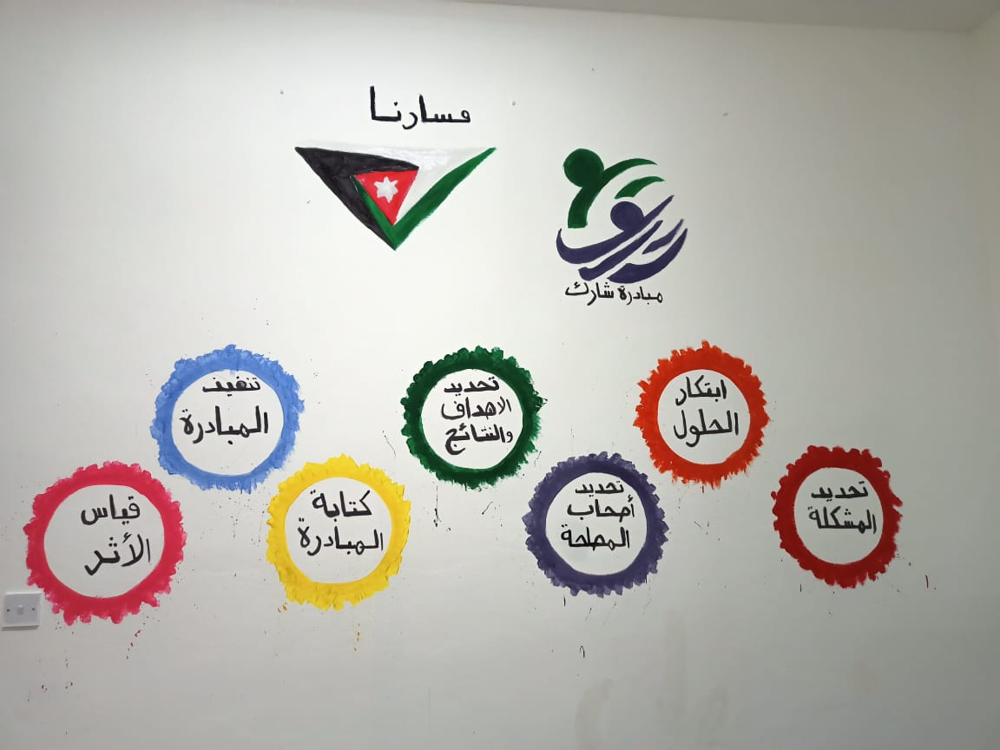 مسارنا
مبادرة شارك
تحديد
المشكلة
ابتكار
الحلول
تحديد
أصحاب
المصلحة
تحديد
الاهداف
والنتائج
كتابة
المبادرة
تنفيذ
المبادرة
قياس
الأثر